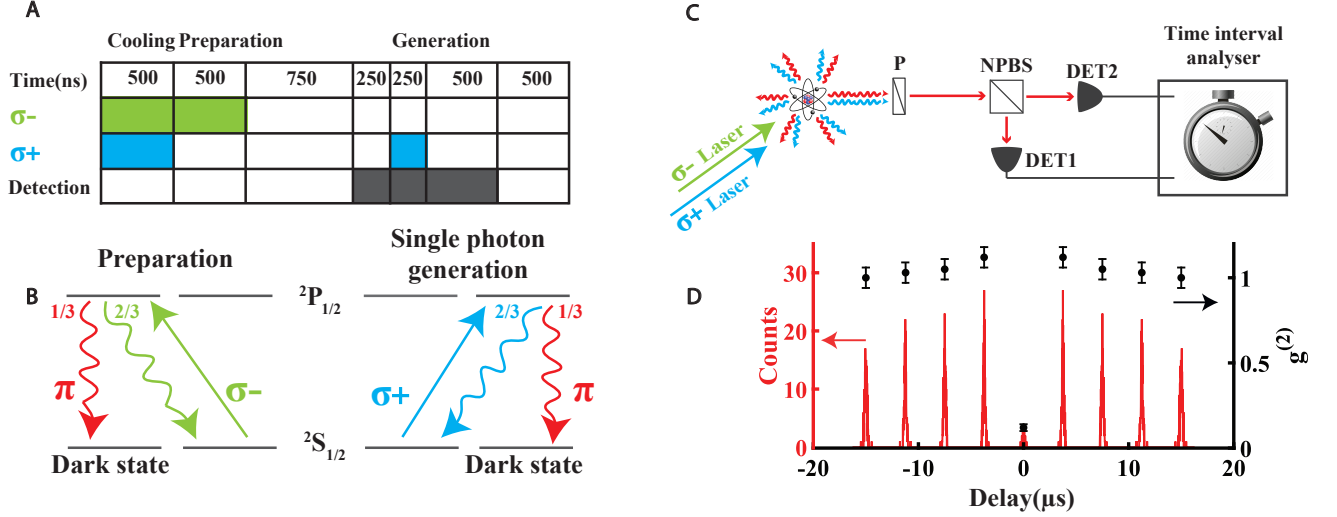 A
Cooling Preparation Generation
Time(ns) 500 500 750 250 250 500 500
σ-
σ+
Detection
B
Preparation
Single photon
generation
²P₁/₂
1/3 2/3
2/3 1/3
π σ-
σ+ π
²S₁/₂
Dark state
Dark state
C
Time interval
analyser
P NPBS DET2
DET1
σ- Laser
σ+ Laser
D
Counts
30
20
10
0
1
0.5
0
g⁽²⁾
-20 -10 0 10 20
Delay(μs)